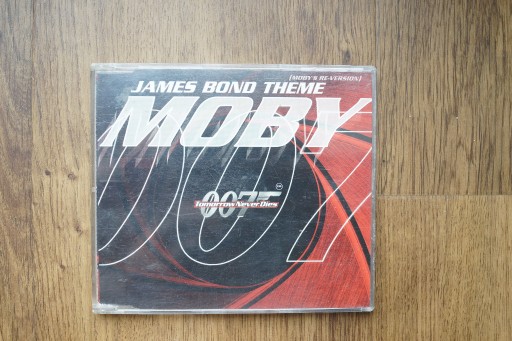 [MOBY'S RE-VERSION]
JAMES BOND THEME
MOBY
007
007
Tomorrow Never Dies